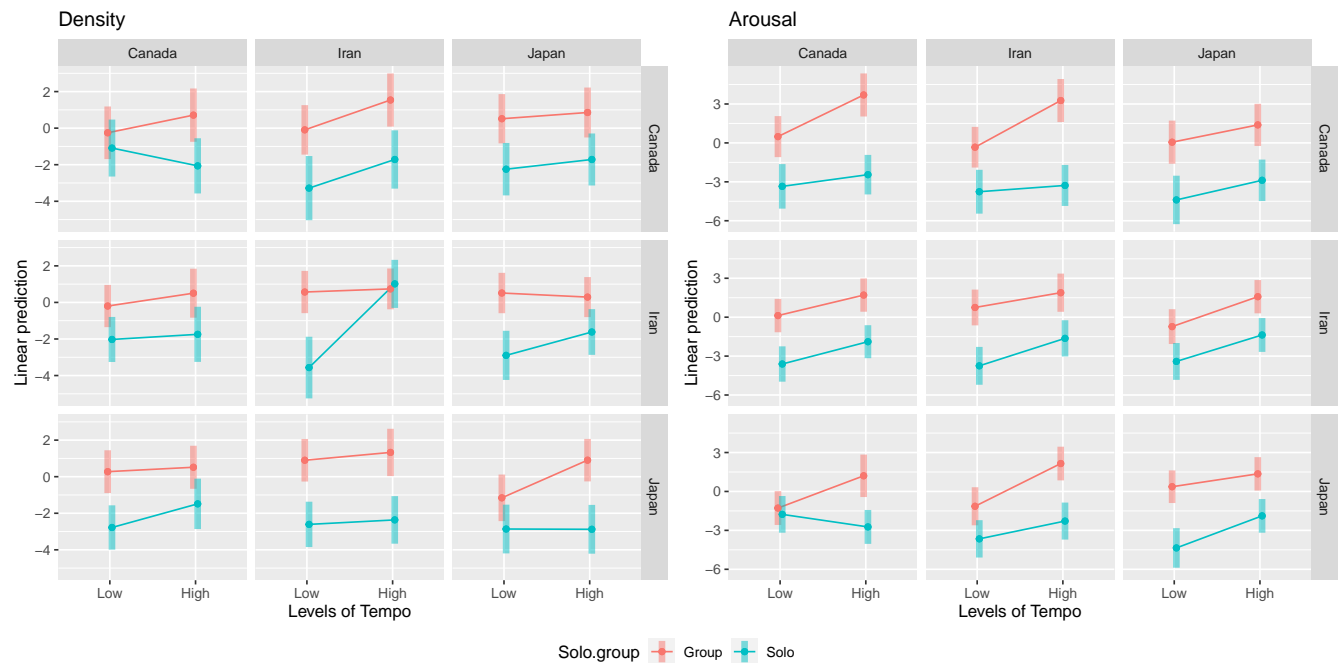 Density
Canada
Iran
Japan
2
0
−2
−4
Canada
2
0
−2
−4
Iran
2
0
−2
−4
Japan
Linear prediction
Low
High
Low
High
Low
High
Levels of Tempo
Arousal
Canada
Iran
Japan
3
0
−3
−6
Canada
3
0
−3
−6
Iran
3
0
−3
−6
Japan
Linear prediction
Low
High
Low
High
Low
High
Levels of Tempo
Solo.group
Group
Solo